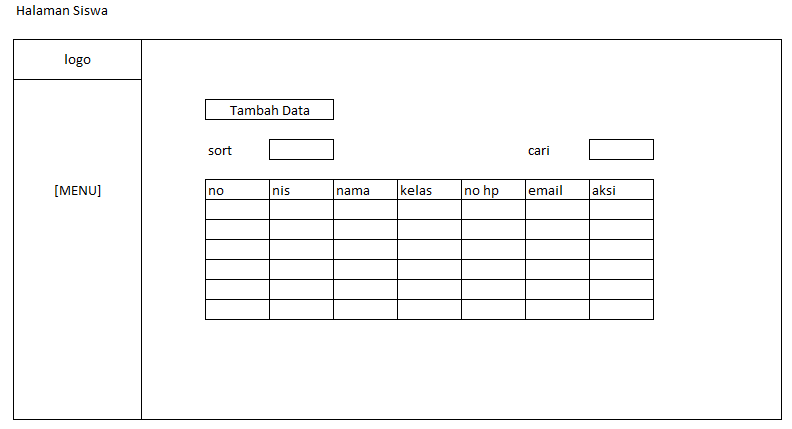 Halaman Siswa
logo
Tambah Data
sort cari
[MENU]
no nis nama kelas no hp email aksi